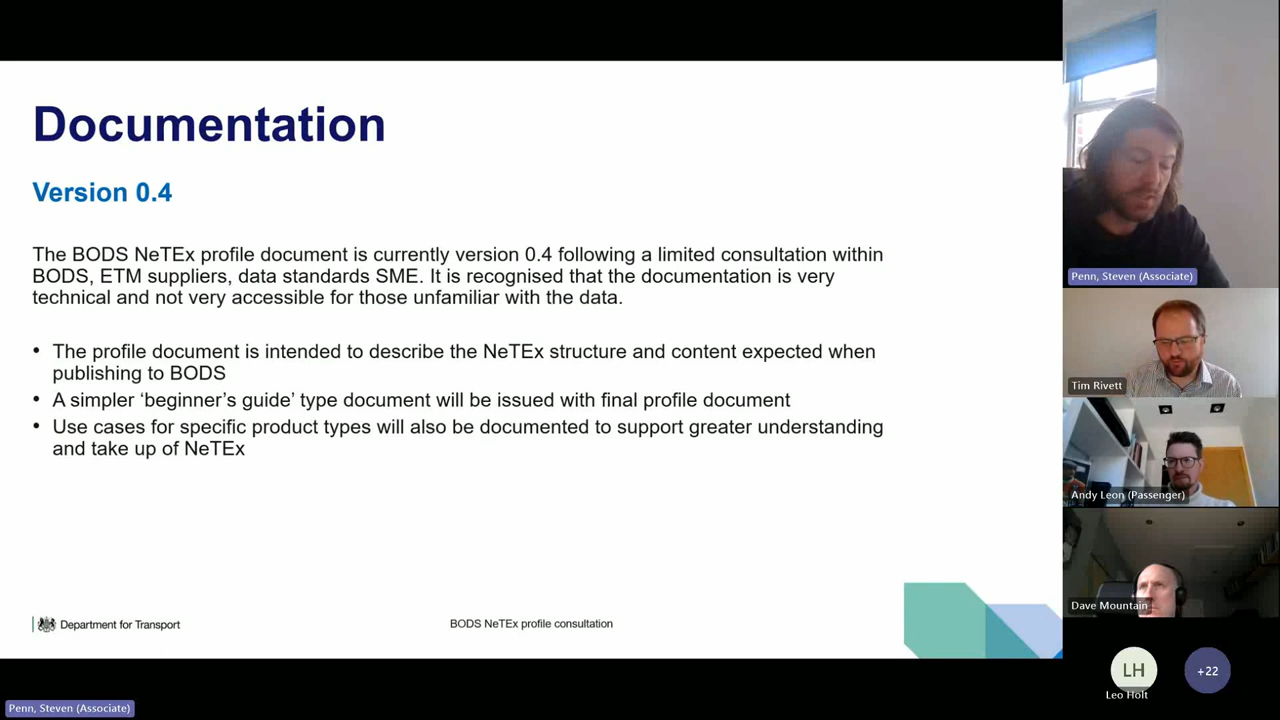 Documentation
Version 0.4
The BODS NeTEx profile document is currently version 0.4 following a limited consultation within
BODS, ETM suppliers, data standards SME. It is recognised that the documentation is very
technical and not very accessible for those unfamiliar with the data.
• The profile document is intended to describe the NeTEx structure and content expected when
publishing to BODS
• A simpler ‘beginner’s guide’ type document will be issued with final profile document
• Use cases for specific product types will also be documented to support greater understanding
and take up of NeTEx
Department for Transport
BODS NeTEx profile consultation
Penn, Steven (Associate)
Tim Rivett
Andy Leon (Passenger)
Dave Mountain
LH
Leo Holt
+22
Penn, Steven (Associate)